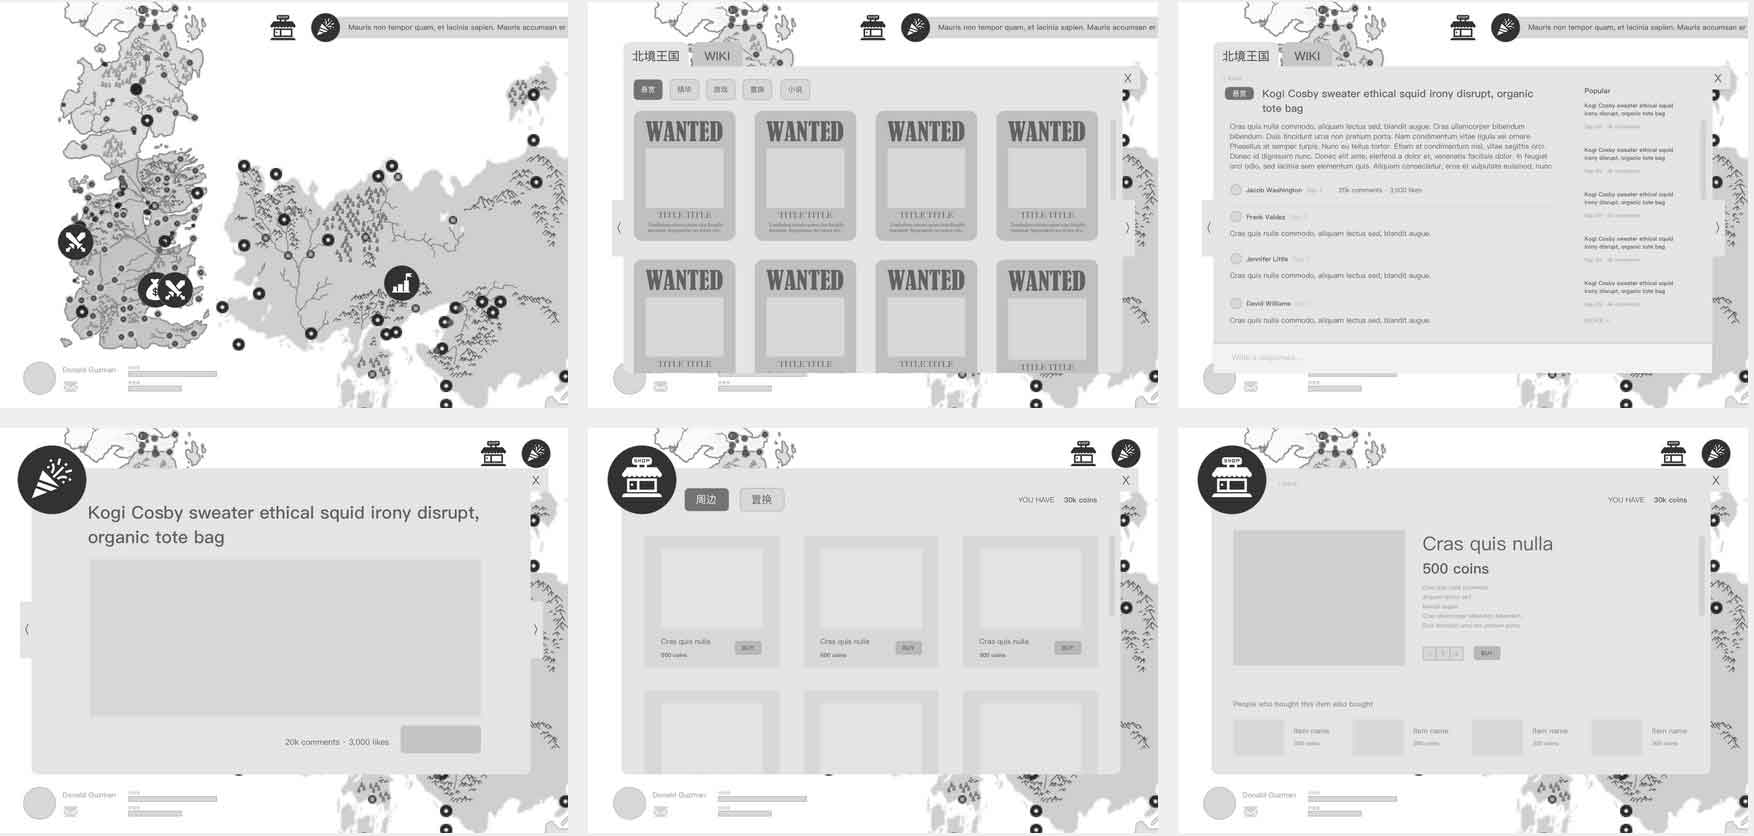 Mauris non tempor quam, et lacinia sapien. Mauris accumsan er
Donald Guzman
Mauris non tempor quam, et lacinia sapien. Mauris accumsan er
北境王国
WIKI
X
悬赏
精华
游戏
置换
小说
WANTED
WANTED
WANTED
WANTED
TITLE TITLE
TITLE TITLE
TITLE TITLE
TITLE TITLE
WANTED
WANTED
WANTED
WANTED
TITLE TITLE
TITLE TITLE
TITLE TITLE
TITLE TITLE
Mauris non tempor quam, et lacinia sapien. Mauris accumsan er
北境王国
WIKI
X
悬赏
Kogi Cosby sweater ethical squid irony disrupt, organic
tote bag
Cras quis nulla commodo, aliquam lectus sed, blandit augue. Cras ullamcorper bibendum
bibendum. Duis tincidunt urna non pretium porta. Nam condimentum vitae ligula vel ornare.
Phasellus at semper turpis. Nunc eu tellus tortor. Etiam at condimentum nisl, vitae sagittis orci.
Donec id dignissim nunc. Donec elit ante, eleifend a dolor et, venenatis facilisis dolor. In feugiat
orci odio, sed lacinia sem elementum quis. Aliquam consectetur, eros et vulputate euismod, nunc
Jacob Washington
20k comments · 3,000 likes
Frank Valdez
Cras quis nulla commodo, aliquam lectus sed, blandit augue.
Jennifer Little
Cras quis nulla commodo, aliquam lectus sed, blandit augue.
David Williams
Cras quis nulla commodo, aliquam lectus sed, blandit augue.
Write a response...
Popular
Kogi Cosby sweater ethical squid
irony disrupt, organic tote bag
Kogi Cosby sweater ethical squid
irony disrupt, organic tote bag
Kogi Cosby sweater ethical squid
irony disrupt, organic tote bag
Kogi Cosby sweater ethical squid
irony disrupt, organic tote bag
Kogi Cosby sweater ethical squid
irony disrupt, organic tote bag
X
Kogi Cosby sweater ethical squid irony disrupt,
organic tote bag
20k comments · 3,000 likes
Donald Guzman
SHOP
周边
置换
YOU HAVE 30k coins
X
Cras quis nulla
500 coins
BUY
Cras quis nulla
500 coins
BUY
Cras quis nulla
500 coins
BUY
Donald Guzman
SHOP
YOU HAVE 30k coins
X
Cras quis nulla
500 coins
BUY
People who bought this item also bought
Item name
Item name
Item name
Item name
Donald Guzman